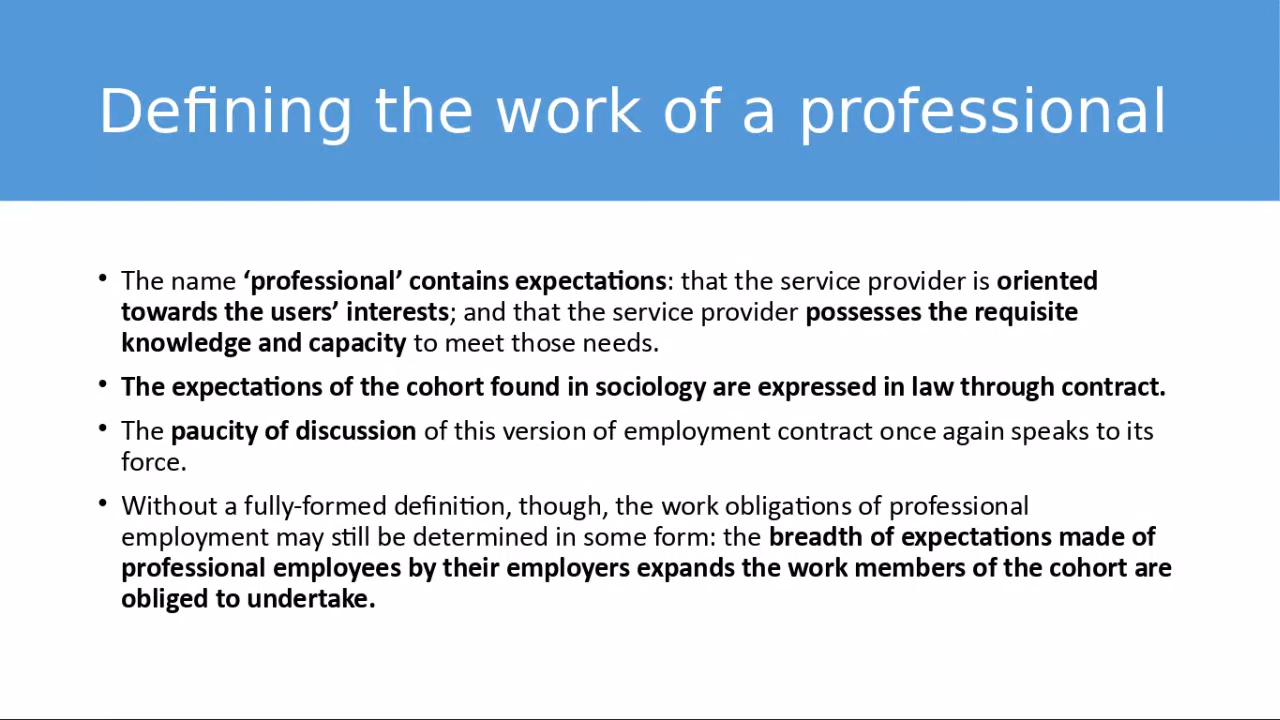 Defining the work of a professional
• The name ‘professional’ contains expectations: that the service provider is oriented
towards the users’ interests; and that the service provider possesses the requisite
knowledge and capacity to meet those needs.
• The expectations of the cohort found in sociology are expressed in law through contract.
• The paucity of discussion of this version of employment contract once again speaks to its
force.
• Without a fully-formed definition, though, the work obligations of professional
employment may still be determined in some form: the breadth of expectations made of
professional employees by their employers expands the work members of the cohort are
obliged to undertake.